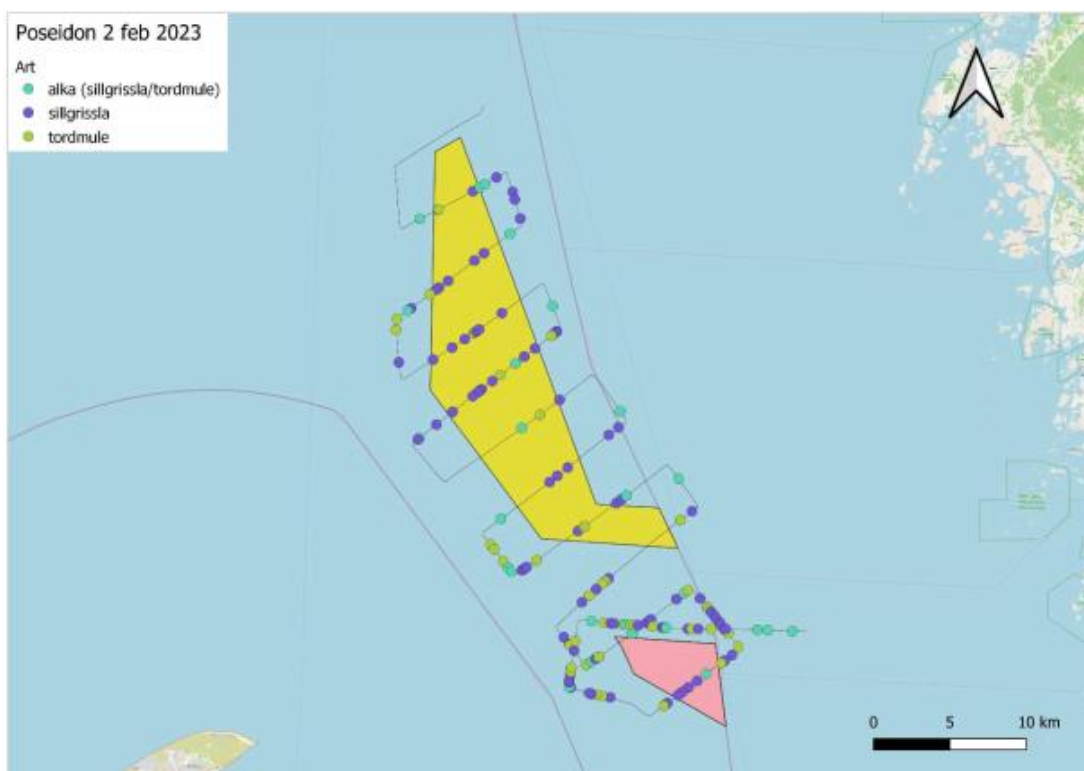 Poseidon 2 feb 2023
Art
alka (sillgrissla/tordmule)
sillgrissla
tordmule
0 5 10 km